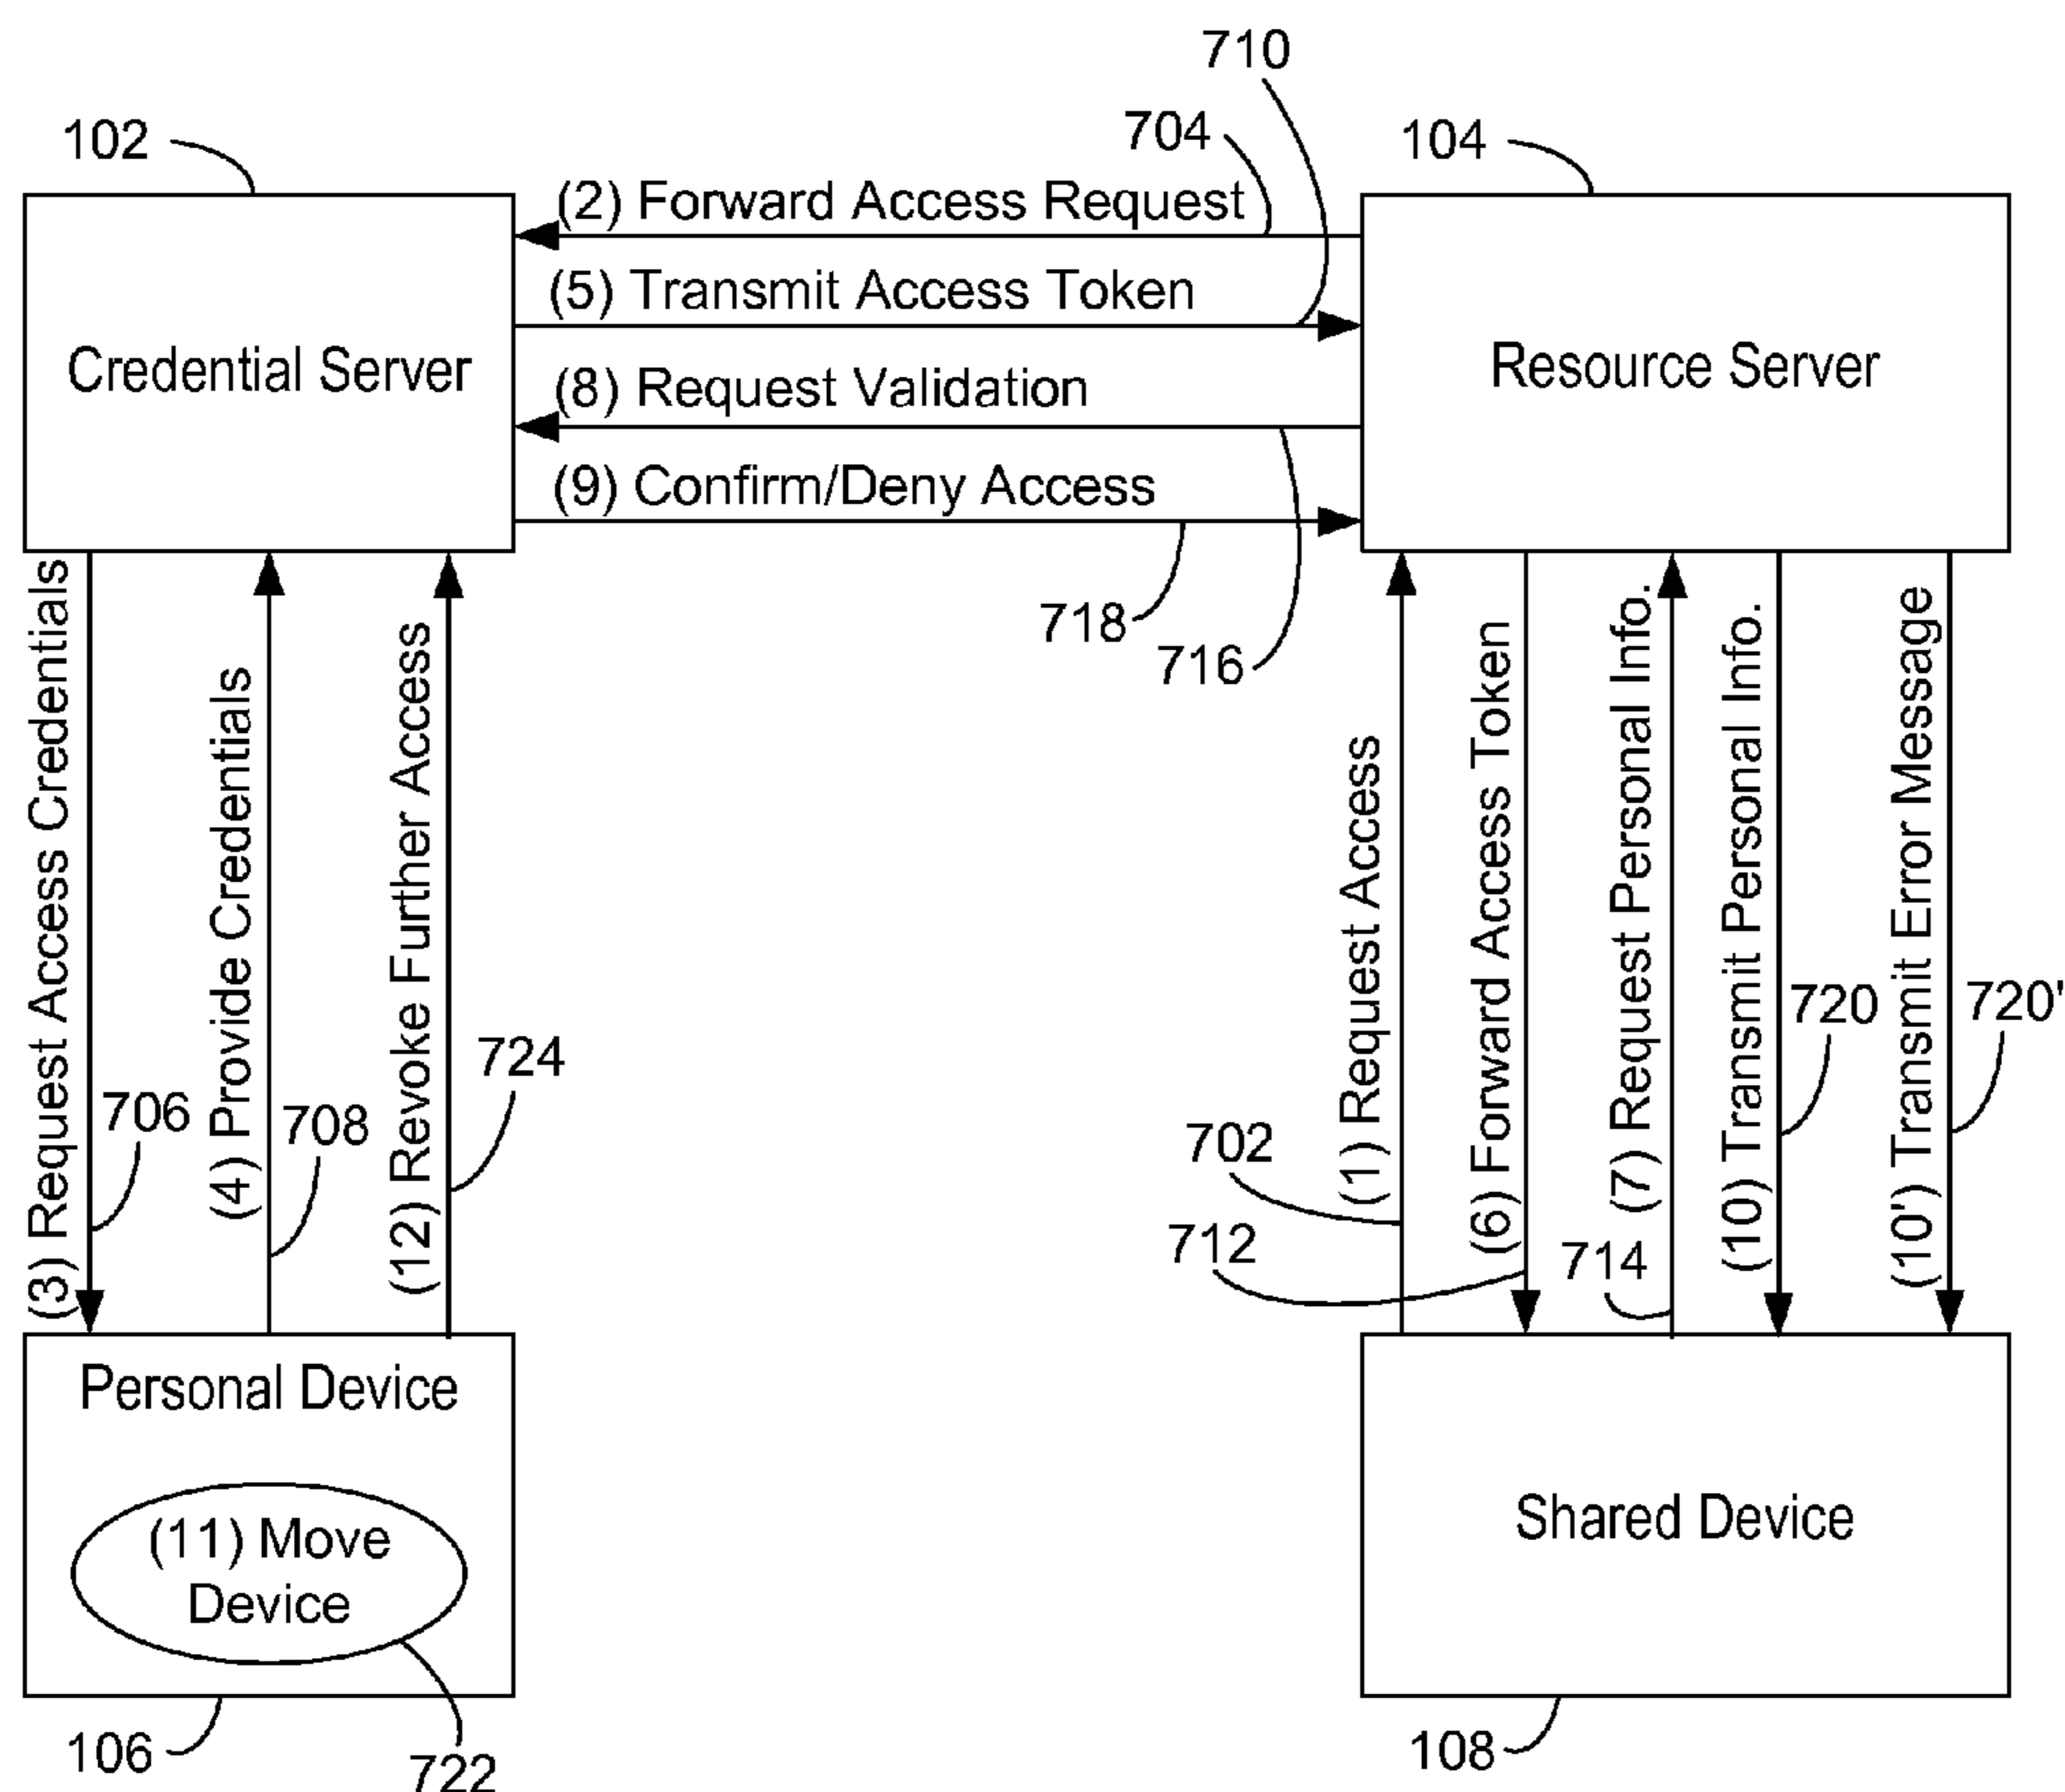 710
704
102
104
(2) Forward Access Request
(5) Transmit Access Token
(8) Request Validation
(9) Confirm/Deny Access
Credential Server
Resource Server
718
716
(3) Request Access Credentials
706
(4) Provide Credentials
708
(12) Revoke Further Access
724
(1) Request Access
702
(6) Forward Access Token
712
(7) Request Personal Info.
714
(10) Transmit Personal Info.
720
(10') Transmit Error Message
720'
Personal Device
(11) Move
Device
Shared Device
106
722
108